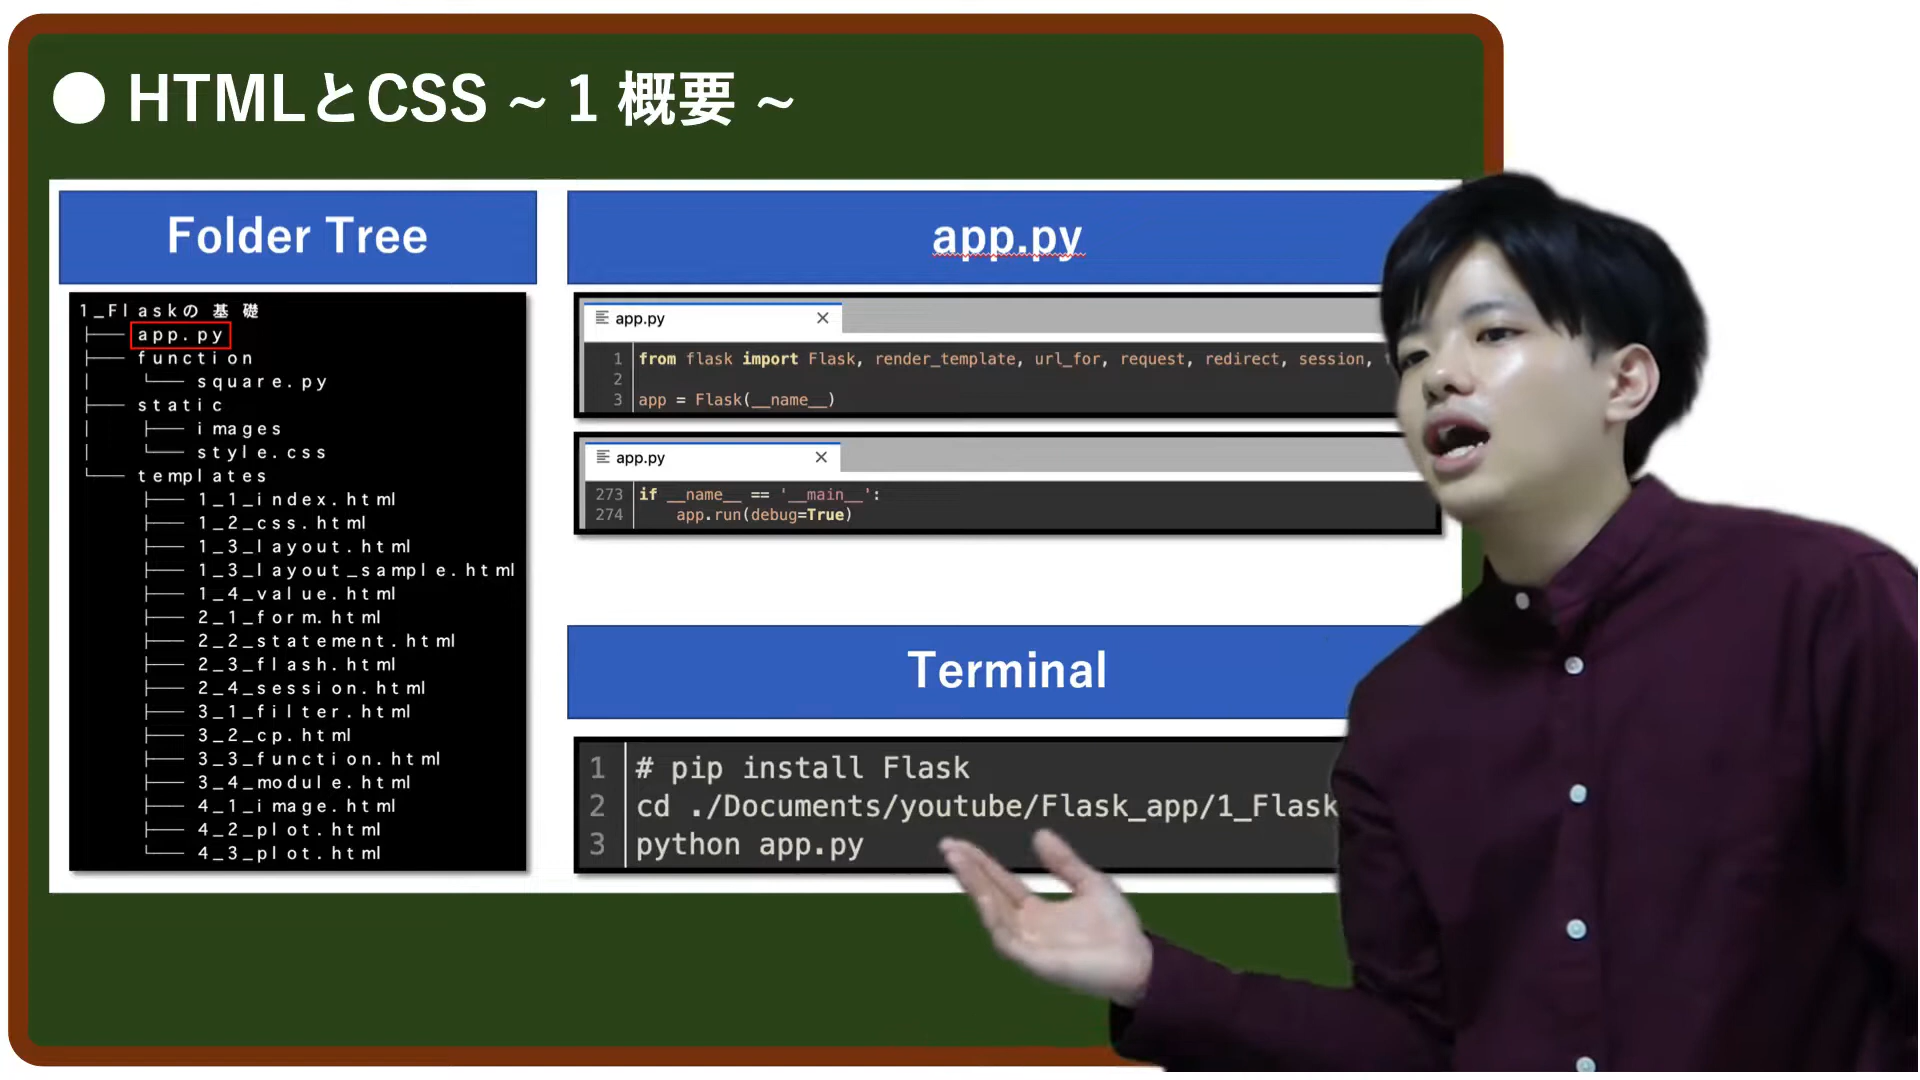 ● HTMLとCSS ~ 1 概要 ~
Folder Tree
1_Flaskの基礎
├── app.py
├── function
│   └── square.py
├── static
│   ├── images
│   └── style.css
└── templates
    ├── 1_1_index.html
    ├── 1_2_css.html
    ├── 1_3_layout.html
    ├── 1_3_layout_sample.html
    ├── 1_4_value.html
    ├── 2_1_form.html
    ├── 2_2_statement.html
    ├── 2_3_flash.html
    ├── 2_4_session.html
    ├── 3_1_filter.html
    ├── 3_2_cp.html
    ├── 3_3_function.html
    ├── 3_4_module.html
    ├── 4_1_image.html
    ├── 4_2_plot.html
    └── 4_3_plot.html
app.py
app.py
1 from flask import Flask, render_template, url_for, request, redirect, session,
2
3 app = Flask(__name__)
app.py
273 if __name__ == '__main__':
274     app.run(debug=True)
Terminal
1 # pip install Flask
2 cd ./Documents/youtube/Flask_app/1_Flask
3 python app.py